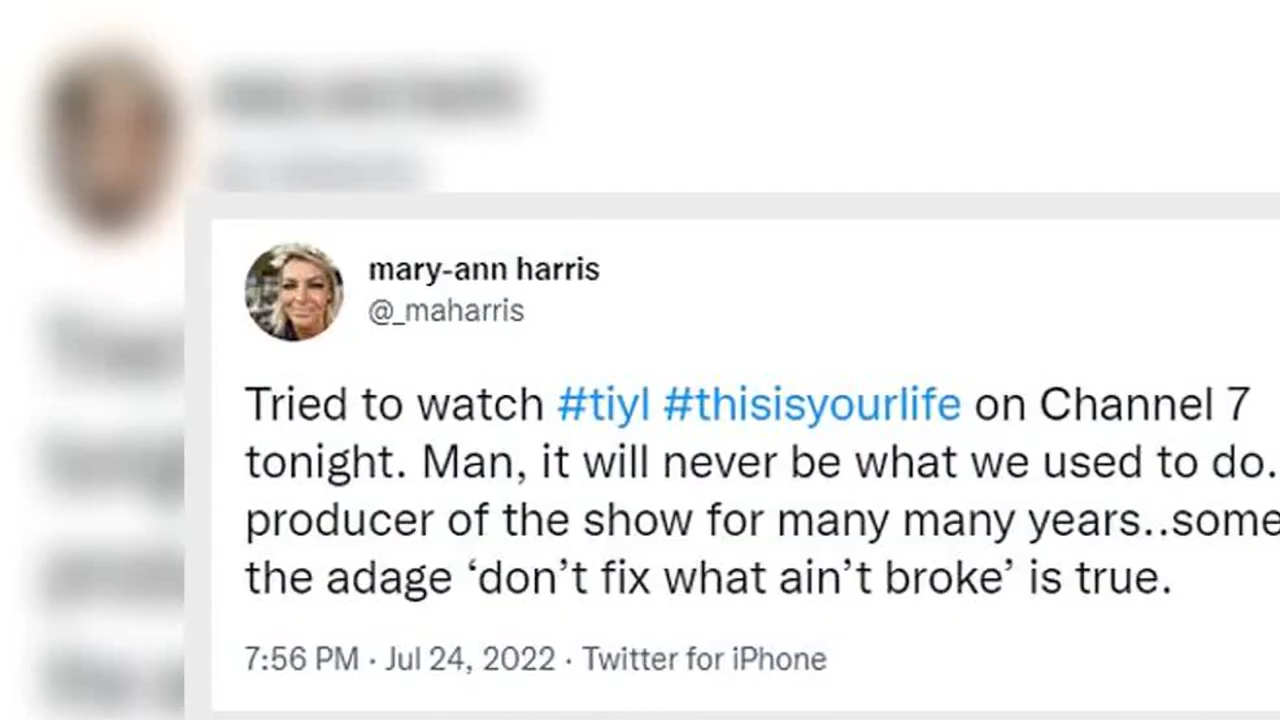 mary-ann harris
@_maharris
Tried to watch #tiyl #thisisyourlife on Channel 7
tonight. Man, it will never be what we used to do.
producer of the show for many many years..some
the adage ‘don’t fix what ain’t broke’ is true.
7:56 PM · Jul 24, 2022 · Twitter for iPhone